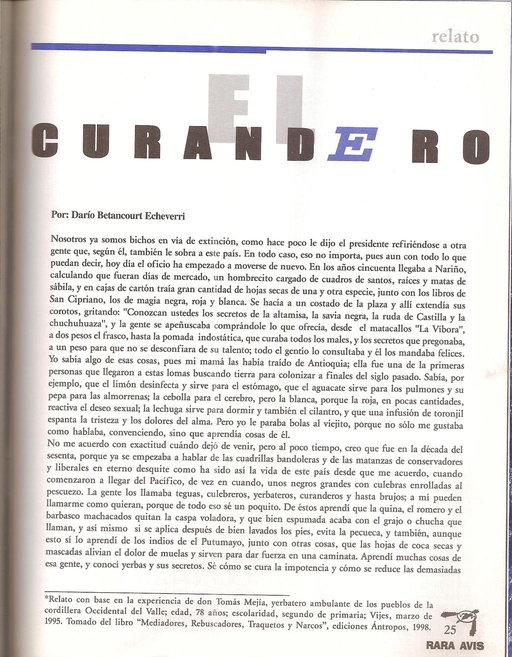 relato
El
CURANDERO
Por: Darío Betancourt Echeverri
Nosotros ya somos bichos en vía de extinción, como hace poco le dijo el presidente refiriéndose a otra
gente que, según él, también le sobra a este país. En todo caso, eso no importa, pues aun con todo lo que
puedan decir, hoy día el oficio ha empezado a moverse de nuevo. En los años cincuenta llegaba a Nariño,
calculando que fueran días de mercado, un hombrecito cargado de cuadros de santos, raíces y matas de
sábila, y en cajas de cartón traía gran cantidad de hojas secas de una y otra especie, junto con los libros de
San Cipriano, los de magia negra, roja y blanca. Se hacía a un costado de la plaza y allí extendía sus
corotos, gritando: "Conozcan ustedes los secretos de la altamisa, la savia negra, la ruda de Castilla y la
chuchuhuaza", y la gente se apeñuscaba comprándole lo que ofrecía, desde el matacallos "La Vibora",
a dos pesos el frasco, hasta la pomada indostática, que curaba todos los males, y los secretos que pregonaba,
a un peso para que no se desconfiara de su talento; todo el gentío lo consultaba y él los mandaba felices.
Yo sabía algo de esas cosas, pues mi mamá las había traído de Antioquia; ella fue una de la primeras
personas que llegaron a estas lomas buscando tierra para colonizar a finales del siglo pasado. Sabía, por
ejemplo, que el limón desinfecta y sirve para el estómago, que el aguacate sirve para los pulmones y su
pepa para las almorrenas; la cebolla para el cerebro, pero la blanca, porque la roja, en pocas cantidades,
reactiva el deseo sexual; la lechuga sirve para dormir y también el cilantro, y que una infusión de toronjil
espanta la tristeza y los dolores del alma. Pero yo le paraba bolas al viejito, porque no sólo me gustaba
como hablaba, convenciendo, sino que aprendía cosas de él.
No me acuerdo con exactitud cuándo dejó de venir, pero al poco tiempo, creo que fue en la década del
sesenta, porque ya se empezaba a hablar de las cuadrillas bandoleras y de las matanzas de conservadores
y liberales en eterno desquite como ha sido así la vida de este país desde que me acuerdo, cuando
comenzaron a llegar del Pacífico, de vez en cuando, unos negros grandes con culebras enrolladas al
pescuezo. La gente los llamaba teguas, culebreros, yerbateros, curanderos y hasta brujos; a mi pueden
llamarme como quieran, porque de todo eso sé un poquito. De éstos aprendí que la quina, el romero y el
barbasco machacados quitan la caspa voladora, y que bien espumada acaba con el grajo o chucha que
llaman, y así mismo si se aplica después de bien lavados los pies, evita la pecueca, y también, aunque
esto sí lo aprendí de los indios de el Putumayo, junto con otras cosas, que las hojas de coca secas y
mascadas alivian el dolor de muelas y sirven para dar fuerza en una caminata. Aprendí muchas cosas de
esa gente, y conocí yerbas y sus secretos. Sé cómo se cura la impotencia y cómo se reduce las demasiadas
*Relato con base en la experiencia de don Tomás Mejía, yerbatero ambulante de los pueblos de la
cordillera Occidental del Valle; edad, 78 años; escolaridad, segundo de primaria; Vijes, marzo de
1995. Tomado del libro "Mediadores, Rebuscadores, Traquetos y Narcos", ediciones Ántropos, 1998.
25
RARA AVIS